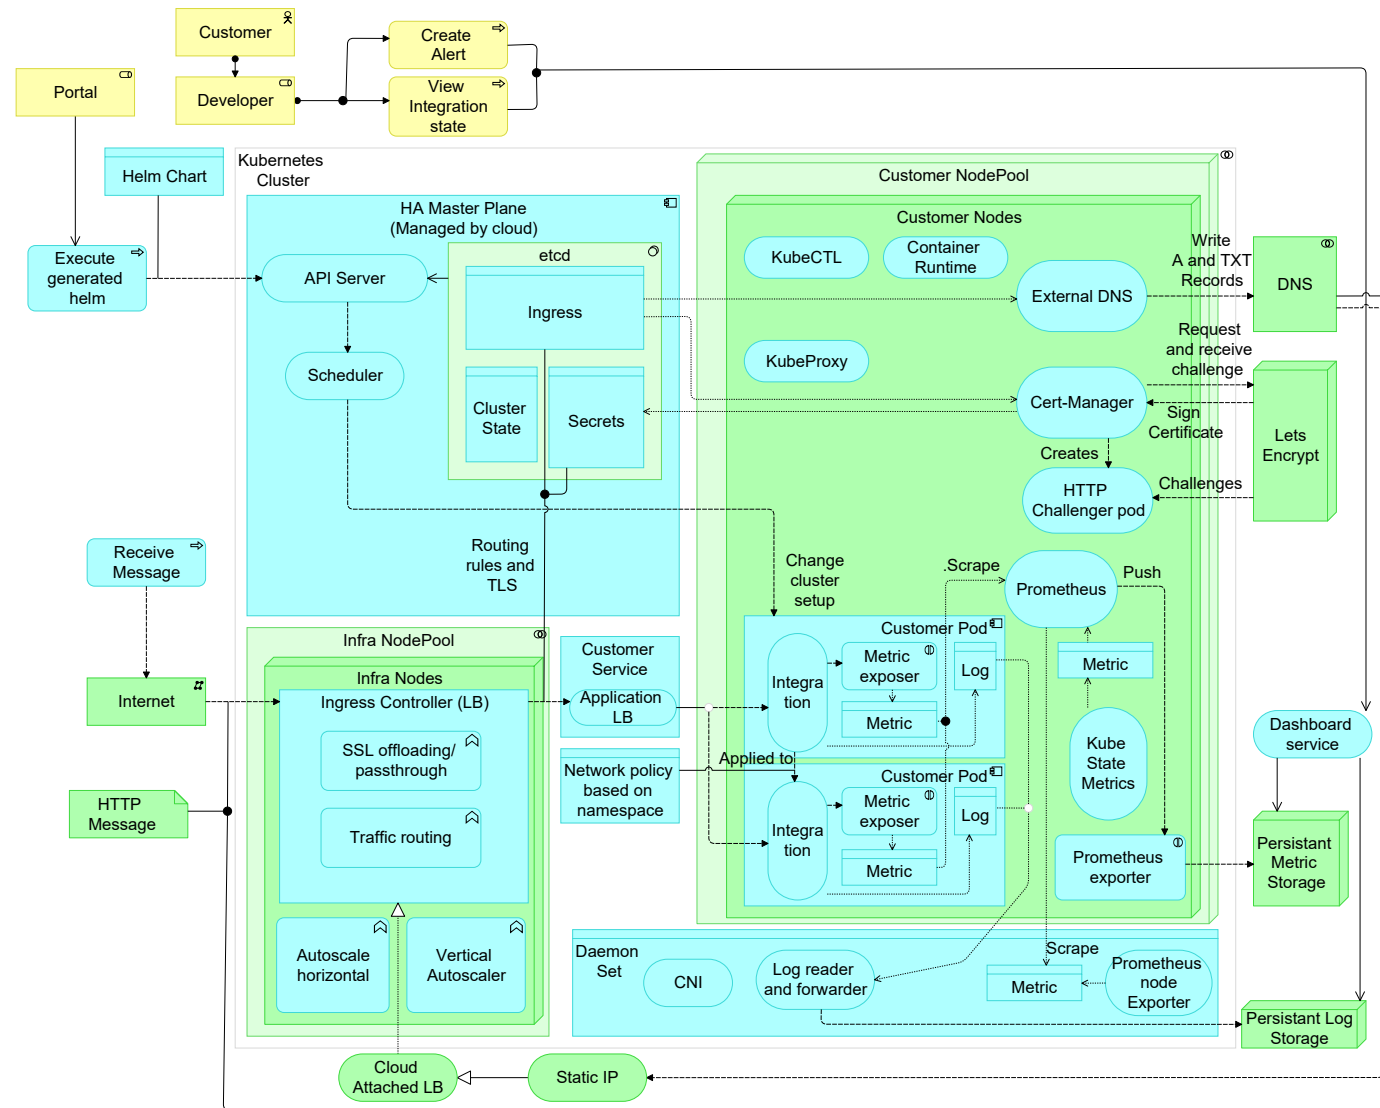 Customer
Create
Alert
Portal
Developer
View
Integration
state
Kubernetes
Cluster
Helm Chart
Execute
generated
helm
HA Master Plane
(Managed by cloud)
API Server
Scheduler
etcd
Ingress
Cluster
State
Secrets
Routing
rules and
TLS
Customer NodePool
Customer Nodes
KubeCTL
Container
Runtime
External DNS
KubeProxy
Cert-Manager
Creates
HTTP
Challenger pod
Write
A and TXT
Records
DNS
Request
and receive
challenge
Sign
Certificate
Lets
Encrypt
Challenges
Change
cluster
setup
.Scrape
Prometheus
Push
Metric
Kube
State
Metrics
Prometheus
exporter
Customer Pod
Integra
tion
Metric
exposer
Metric
Log
Applied to
Customer Pod
Integra
tion
Metric
exposer
Metric
Log
Receive
Message
Internet
HTTP
Message
Infra NodePool
Infra Nodes
Ingress Controller (LB)
SSL offloading/
passthrough
Traffic routing
Autoscale
horizontal
Vertical
Autoscaler
Customer
Service
Application
LB
Network policy
based on
namespace
Dashboard
service
Persistant
Metric
Storage
Daemon
Set
CNI
Log reader
and forwarder
Scrape
Metric
Prometheus
node
Exporter
Persistant Log
Storage
Cloud
Attached LB
Static IP